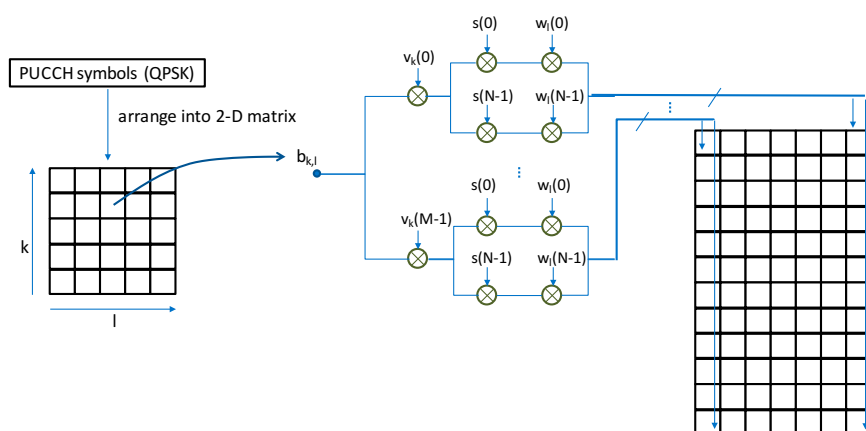 PUCCH symbols (QPSK)
arrange into 2-D matrix
k
l
b_{k,l}
v_k(0)
s(0)
w_l(0)
s(N-1)
w_l(N-1)
...
...
v_k(M-1)
s(0)
w_l(0)
s(N-1)
w_l(N-1)